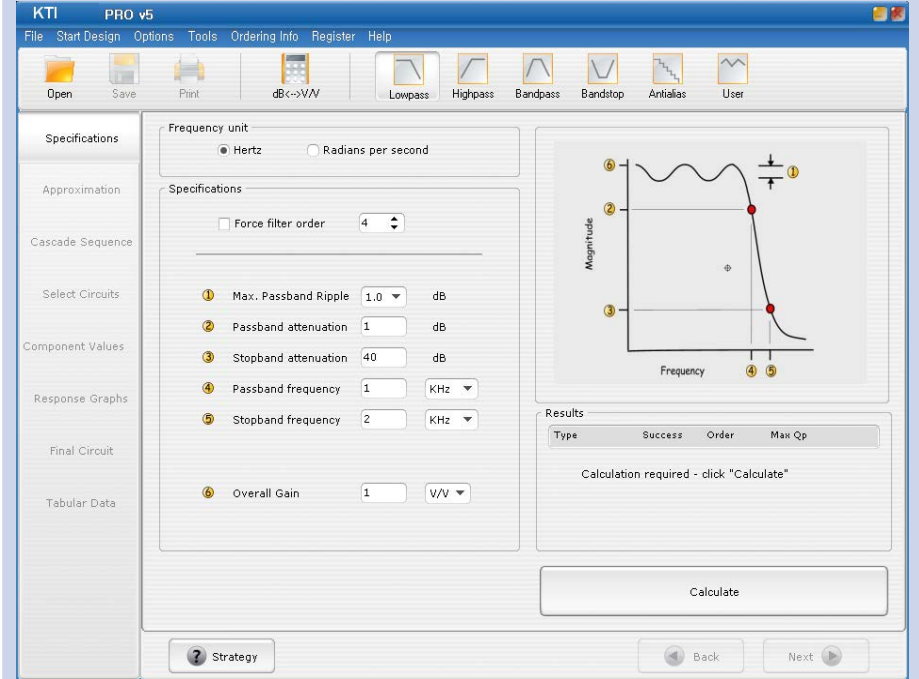 KTI PRO v5
File Start Design Options Tools Ordering Info Register Help
Open Save Print dB<-->V/V Lowpass Highpass Bandpass Bandstop Antialias User
Specifications
Approximation
Cascade Sequence
Select Circuits
Component Values
Response Graphs
Final Circuit
Tabular Data
Frequency unit
Hertz Radians per second
Specifications
Force filter order 4
1 Max. Passband Ripple 1.0 dB
2 Passband attenuation 1 dB
3 Stopband attenuation 40 dB
4 Passband frequency 1 KHz
5 Stopband frequency 2 KHz
6 Overall Gain 1 V/V
6 1
2
Magnitude
3
Frequency 4 5
Results
Type Success Order Max Qp
Calculation required - click "Calculate"
Calculate
? Strategy Back Next